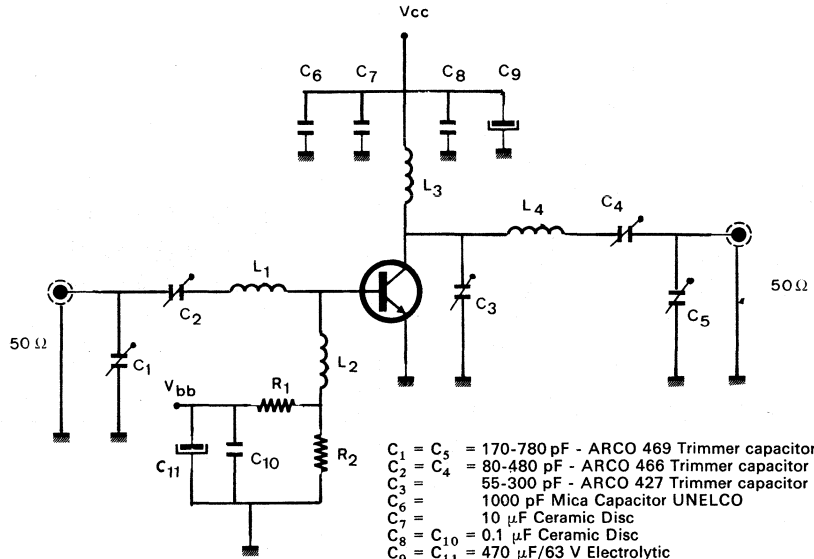 Vcc
C6 C7 C8 C9
L3
L4 C4
L1
C2
C3
C5
50 Ω
50 Ω
C1
L2
Vbb
R1
C11
C10
R2
C1 = C5 = 170-780 pF - ARCO 469 Trimmer capacitor
C2 = C4 = 80-480 pF - ARCO 466 Trimmer capacitor
C3 = 55-300 pF - ARCO 427 Trimmer capacitor
C6 = 1000 pF Mica Capacitor UNELCO
C7 = 10 μF Ceramic Disc
C8 = C10 = 0.1 μF Ceramic Disc
C9 = C11 = 470 μF/63 V Electrolytic